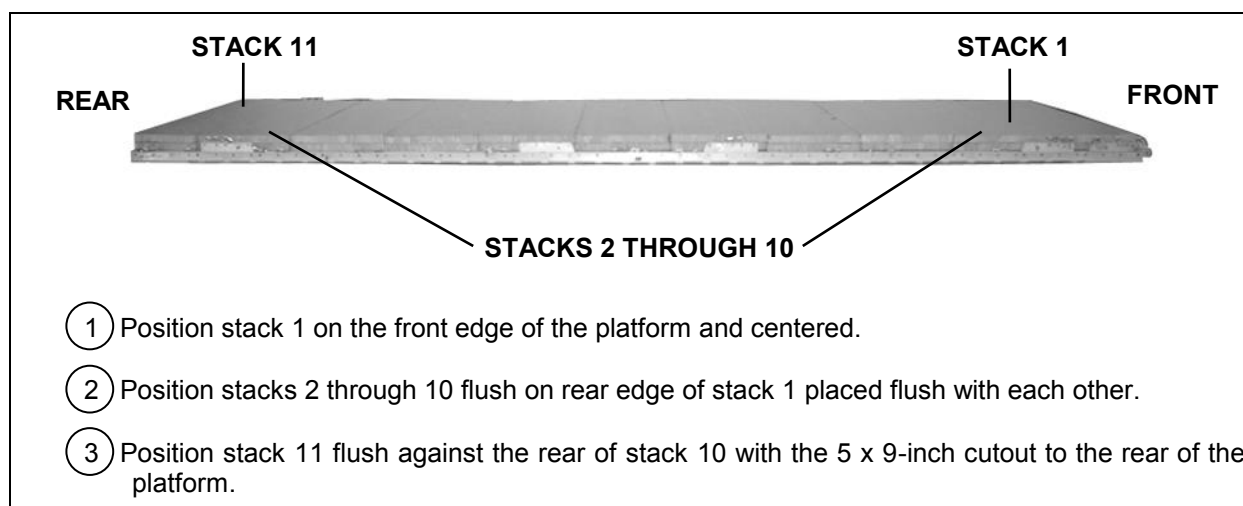 STACK 11
STACK 1
REAR
FRONT
STACKS 2 THROUGH 10
1 Position stack 1 on the front edge of the platform and centered.
2 Position stacks 2 through 10 flush on rear edge of stack 1 placed flush with each other.
3 Position stack 11 flush against the rear of stack 10 with the 5 x 9-inch cutout to the rear of the
platform.